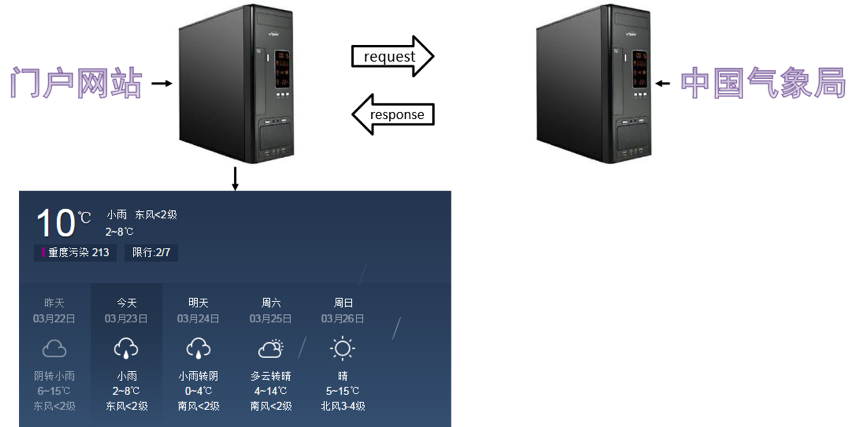 门户网站
request
response
中国气象局
10℃
小雨 东风<2级
2~8℃
重度污染 213 限行:2/7
昨天 今天 明天 周六 周日
03月22日 03月23日 03月24日 03月25日 03月26日
阴转小雨 小雨 小雨转阴 多云转晴 晴
6~15℃ 2~8℃ 0~4℃ 4~14℃ 5~15℃
东风<2级 东风<2级 南风<2级 南风<2级 北风3-4级